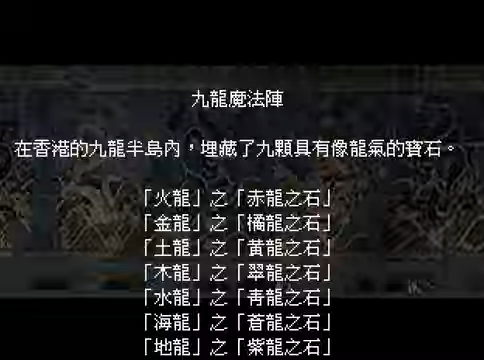 九龍魔法陣
在香港的九龍半島內，埋藏了九顆具有像龍氣的寶石。
「火龍」之「赤龍之石」
「金龍」之「橘龍之石」
「土龍」之「黃龍之石」
「木龍」之「翠龍之石」
「水龍」之「青龍之石」
「海龍」之「蒼龍之石」
「地龍」之「紫龍之石」